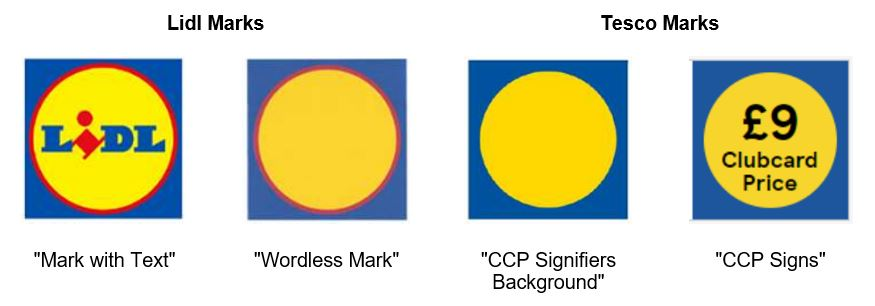 Lidl Marks
Tesco Marks
LiDL
£9
Clubcard
Price
"Mark with Text"
"Wordless Mark"
"CCP Signifiers
Background"
"CCP Signs"